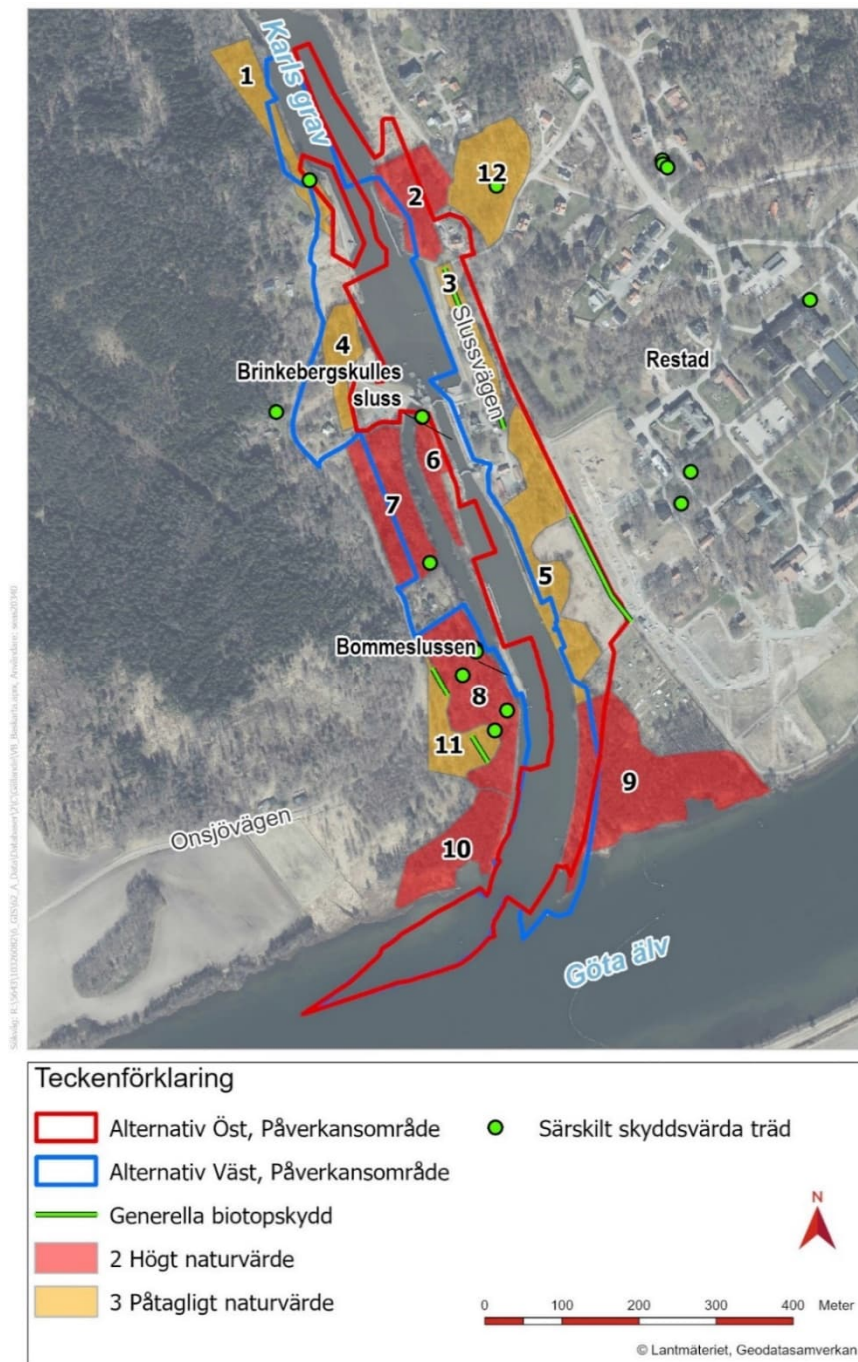 Karls grav
1
2
12
3
Slussvägen
4
Restad
Brinkebergskulles
sluss
6
7
5
Bommeslussen
8
11
9
Onsjövägen
10
Göta älv
Teckenförklaring
Alternativ Öst, Påverkansområde
Särskilt skyddsvärda träd
Alternativ Väst, Påverkansområde
Generella biotopskydd
2 Högt naturvärde
3 Påtagligt naturvärde
N
0 100 200 300 400 Meter
© Lantmäteriet, Geodatasamverkan